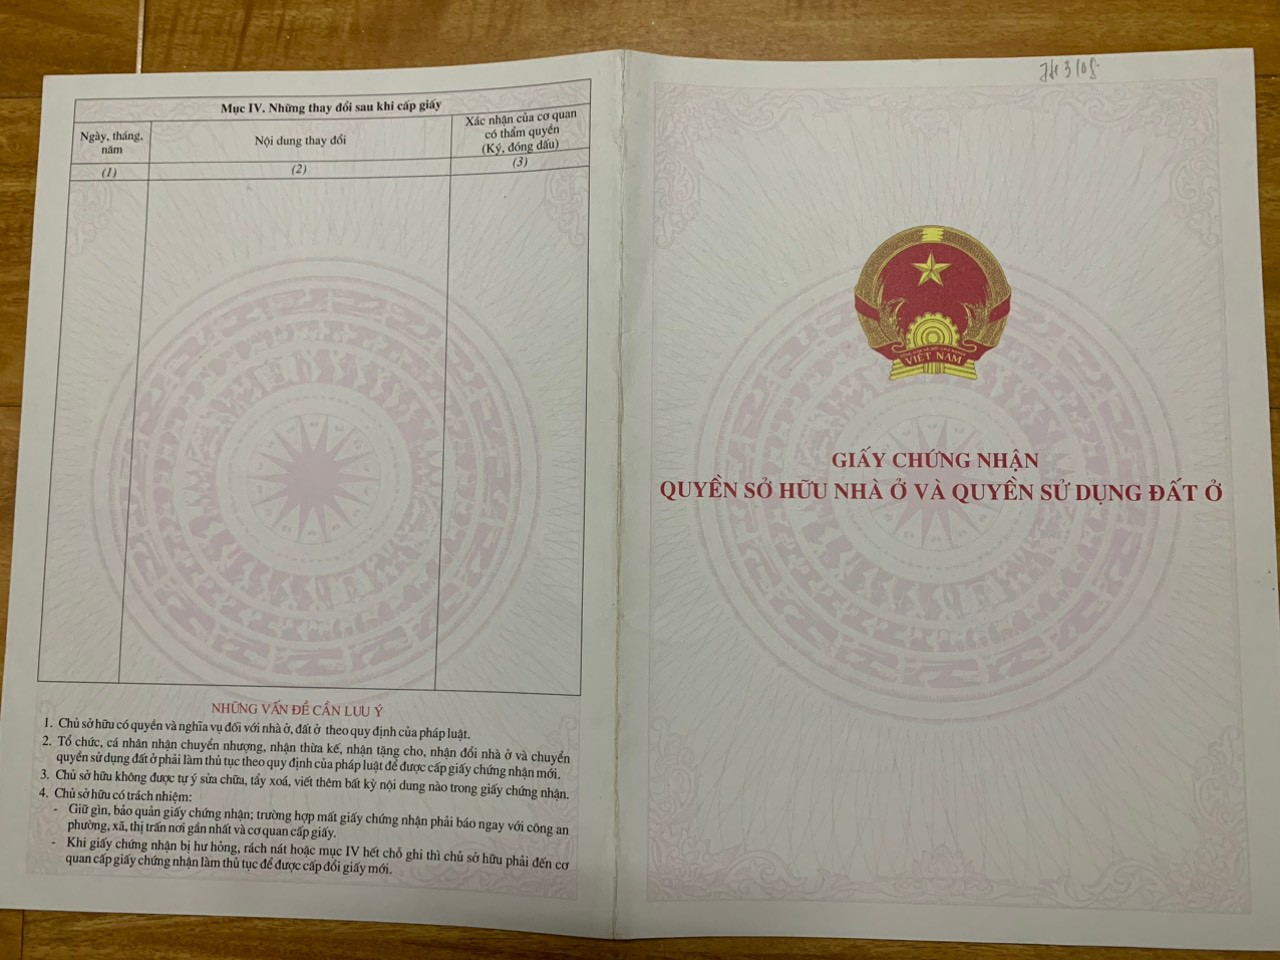 Mục IV. Những thay đổi sau khi cấp giấy
Ngày, tháng, năm
Nội dung thay đổi
Xác nhận của cơ quan
có thẩm quyền
(Ký, đóng dấu)
(1)
(2)
(3)
NHỮNG VẤN ĐỀ CẦN LƯU Ý
1. Chủ sở hữu có quyền và nghĩa vụ đối với nhà ở, đất ở theo quy định của pháp luật.
2. Tổ chức, cá nhân nhận chuyển nhượng, nhận thừa kế, nhận tặng cho, nhận đổi nhà ở và chuyển
quyền sử dụng đất ở phải làm thủ tục theo quy định của pháp luật để được cấp giấy chứng nhận mới.
3. Chủ sở hữu không được tự ý sửa chữa, tẩy xoá, viết thêm bất kỳ nội dung nào trong giấy chứng nhận.
4. Chủ sở hữu có trách nhiệm:
- Giữ gìn, bảo quản giấy chứng nhận; trường hợp mất giấy chứng nhận phải báo ngay với công an
phường, xã, thị trấn nơi gần nhất và cơ quan cấp giấy.
- Khi giấy chứng nhận bị hư hỏng, rách nát hoặc mục IV hết chỗ ghi thì chủ sở hữu phải đến cơ
quan cấp giấy chứng nhận làm thủ tục để được cấp đổi giấy mới.
VIỆT NAM
GIẤY CHỨNG NHẬN
QUYỀN SỞ HỮU NHÀ Ở VÀ QUYỀN SỬ DỤNG ĐẤT Ở